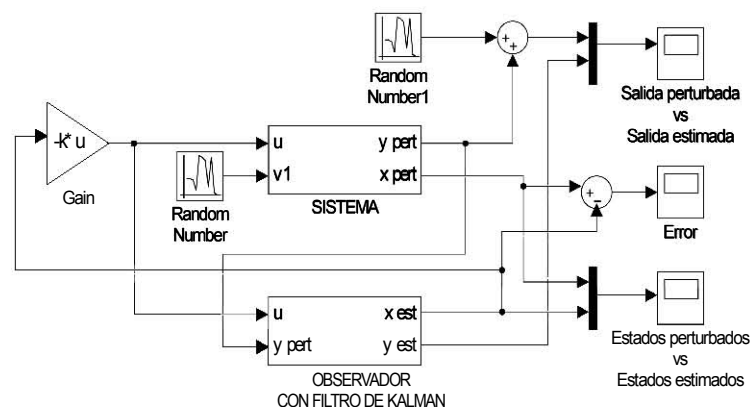 Random
Number1
Salida perturbada
vs
Salida estimada
-k* u
Gain
u
y pert
v1
x pert
Random
Number
SISTEMA
Error
u
x est
y pert
y est
OBSERVADOR
CON FILTRO DE KALMAN
Estados perturbados
vs
Estados estimados